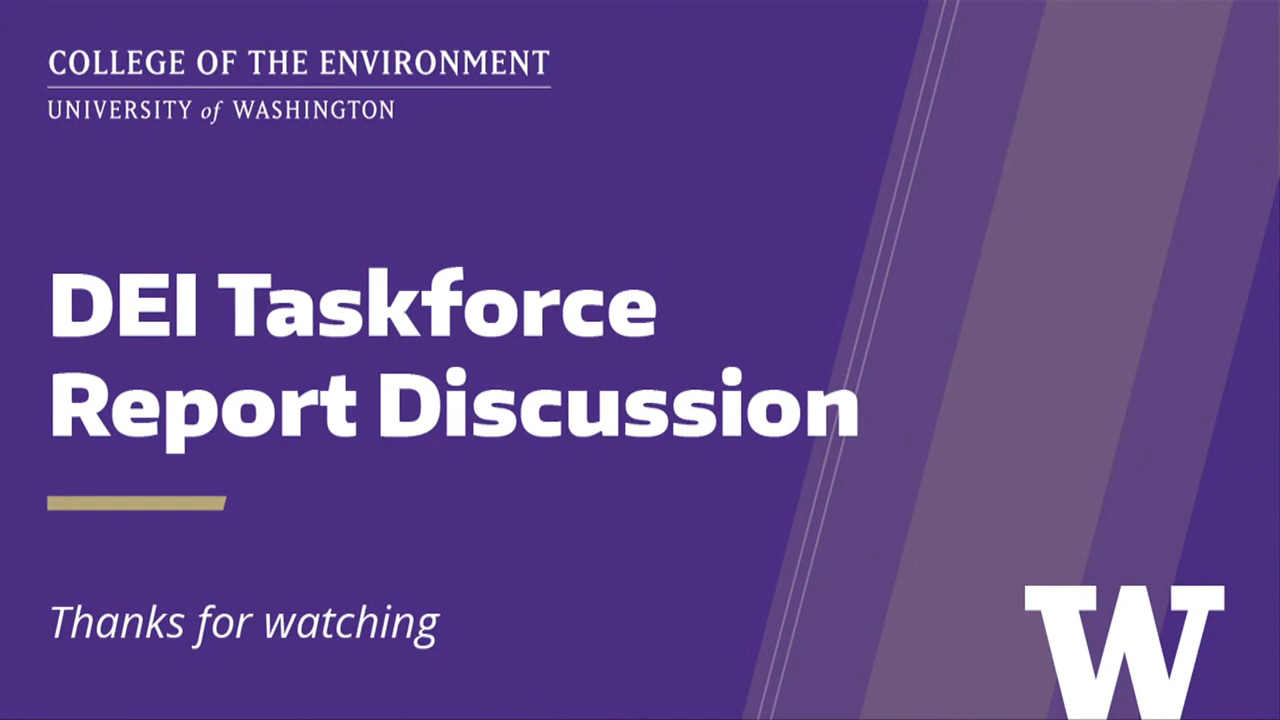 COLLEGE OF THE ENVIRONMENT
UNIVERSITY of WASHINGTON
DEI Taskforce
Report Discussion
Thanks for watching
W